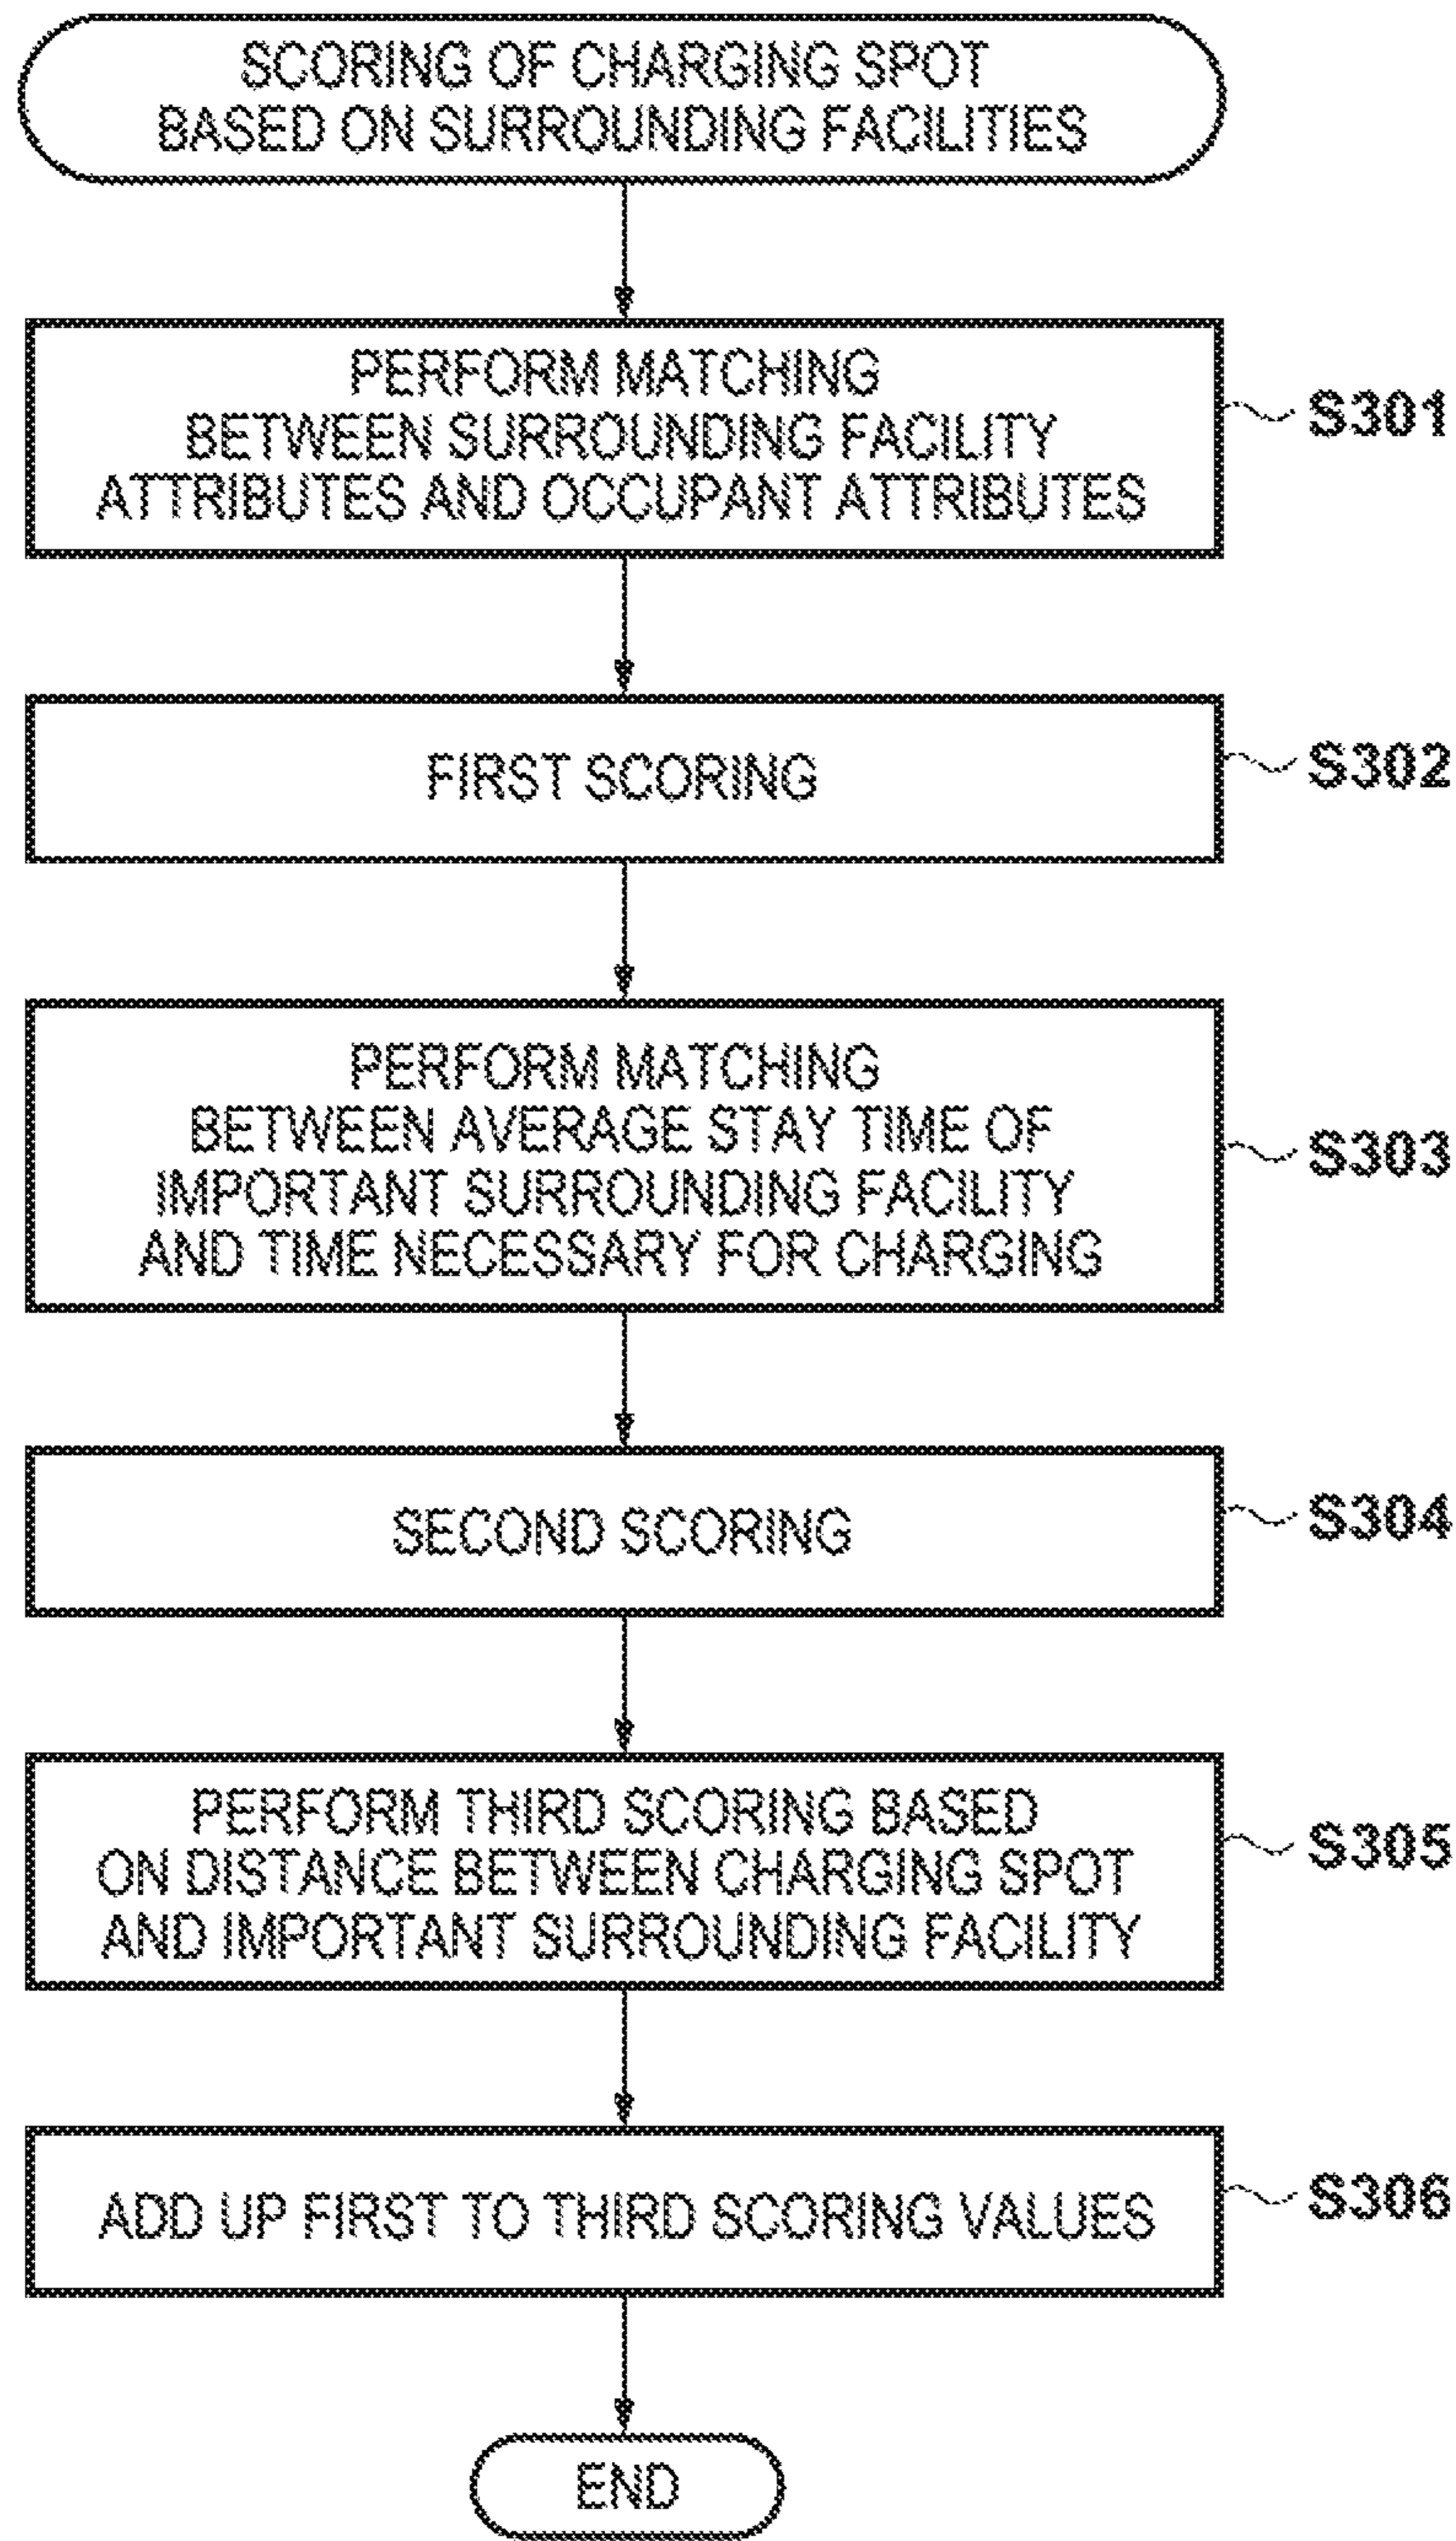 SCORING OF CHARGING SPOT
BASED ON SURROUNDING FACILITIES
PERFORM MATCHING
BETWEEN SURROUNDING FACILITY
ATTRIBUTES AND OCCUPANT ATTRIBUTES
S301
FIRST SCORING
S302
PERFORM MATCHING
BETWEEN AVERAGE STAY TIME OF
IMPORTANT SURROUNDING FACILITY
AND TIME NECESSARY FOR CHARGING
S303
SECOND SCORING
S304
PERFORM THIRD SCORING BASED
ON DISTANCE BETWEEN CHARGING SPOT
AND IMPORTANT SURROUNDING FACILITY
S305
ADD UP FIRST TO THIRD SCORING VALUES
S306
END